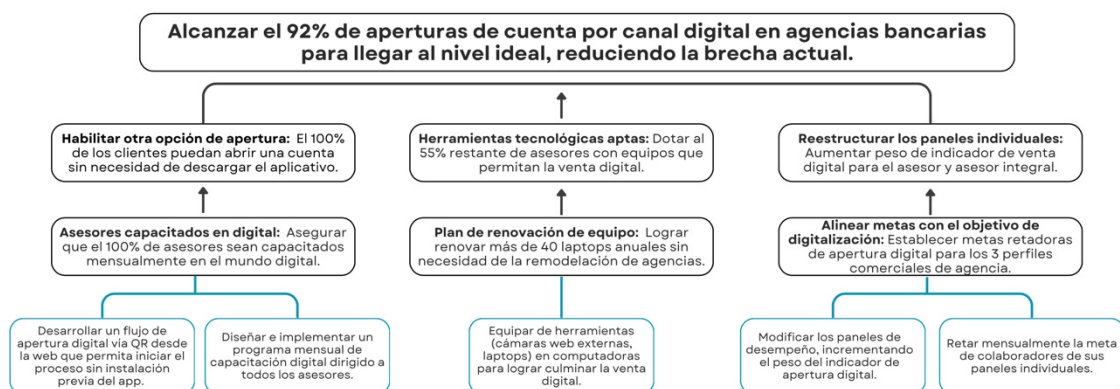 Alcanzar el 92% de aperturas de cuenta por canal digital en agencias bancarias
para llegar al nivel ideal, reduciendo la brecha actual.
Habilitar otra opción de apertura: El 100%
de los clientes puedan abrir una cuenta
sin necesidad de descargar el aplicativo.
Herramientas tecnológicas aptas: Dotar al
55% restante de asesores con equipos que
permitan la venta digital.
Reestructurar los paneles individuales:
Aumentar peso de indicador de venta
digital para el asesor y asesor integral.
Asesores capacitados en digital: Asegurar
que el 100% de asesores sean capacitados
mensualmente en el mundo digital.
Plan de renovación de equipo: Lograr
renovar más de 40 laptops anuales sin
necesidad de la remodelación de agencias.
Alinear metas con el objetivo de
digitalización: Establecer metas retadoras
de apertura digital para los 3 perfiles
comerciales de agencia.
Desarrollar un flujo de
apertura digital vía QR desde
la web que permita iniciar el
proceso sin instalación
previa del app.
Diseñar e implementar un
programa mensual de
capacitación digital dirigido a
todos los asesores.
Equipar de herramientas
(cámaras web externas,
laptops) en computadoras
para lograr culminar la venta
digital.
Modificar los paneles de
desempeño, incrementando
el peso del indicador de
apertura digital.
Retar mensualmente la meta
de colaboradores de sus
paneles individuales.